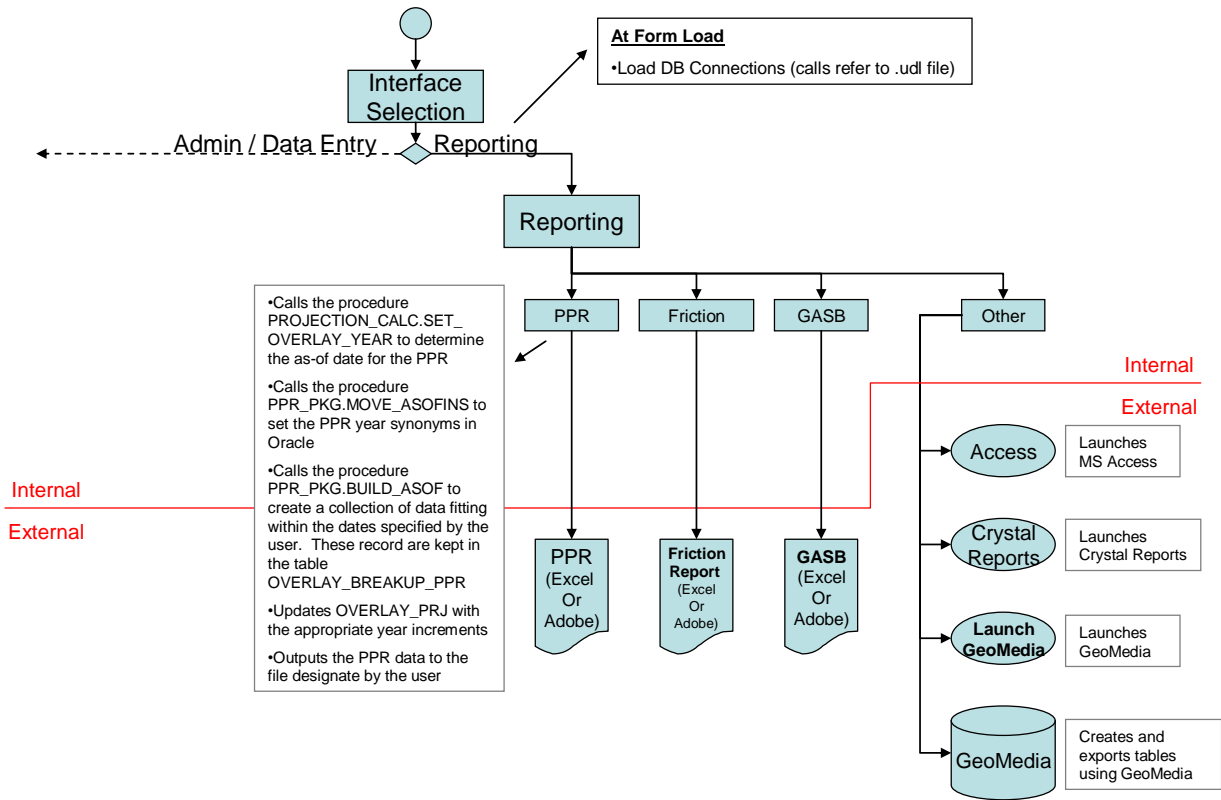 At Form Load
•Load DB Connections (calls refer to .udl file)
Interface
Selection
Admin / Data Entry
Reporting
Reporting
PPR
Friction
GASB
Other
•Calls the procedure
PROJECTION_CALC.SET_
OVERLAY_YEAR to determine
the as-of date for the PPR
•Calls the procedure
PPR_PKG.MOVE_ASOFINS to
set the PPR year synonyms in
Oracle
•Calls the procedure
PPR_PKG.BUILD_ASOF to
create a collection of data fitting
within the dates specified by the
user.  These record are kept in
the table
OVERLAY_BREAKUP_PPR
•Updates OVERLAY_PRJ with
the appropriate year increments
•Outputs the PPR data to the
file designate by the user
Internal
External
Internal
External
PPR
(Excel
Or
Adobe)
Friction
Report
(Excel
Or
Adobe)
GASB
(Excel
Or
Adobe)
Access
Launches
MS Access
Crystal
Reports
Launches
Crystal Reports
Launch
GeoMedia
Launches
GeoMedia
GeoMedia
Creates and
exports tables
using GeoMedia